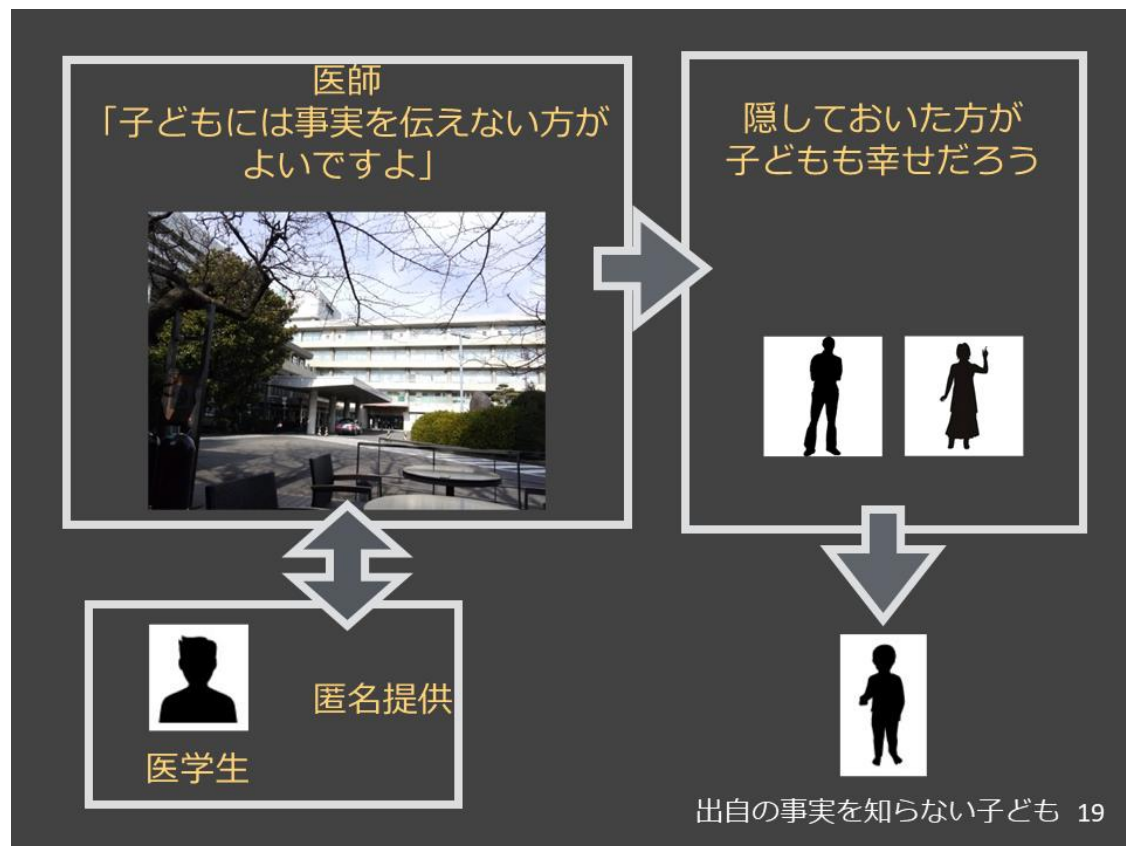 医師
「子どもには事実を伝えない方が
よいですよ」
隠しておいた方が
子どもも幸せだろう
匿名提供
医学生
出自の事実を知らない子ども 19